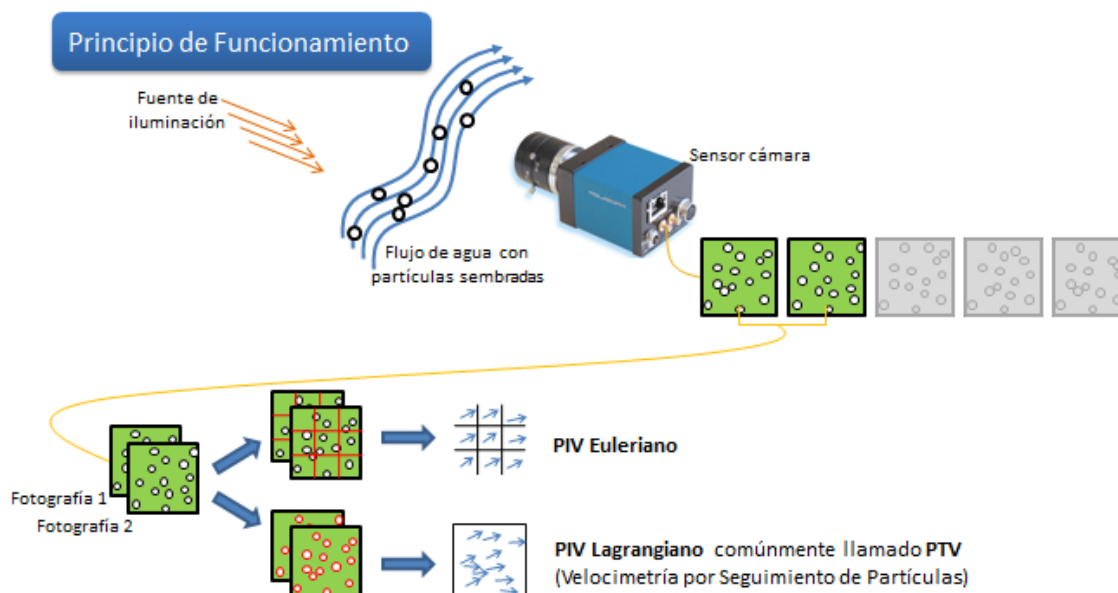 Principio de Funcionamiento
Fuente de
iluminación
Sensor cámara
Flujo de agua con
partículas sembradas
PIV Euleriano
Fotografía 1
Fotografía 2
PIV Lagrangiano comúnmente llamado PTV
(Velocimetría por Seguimiento de Partículas)